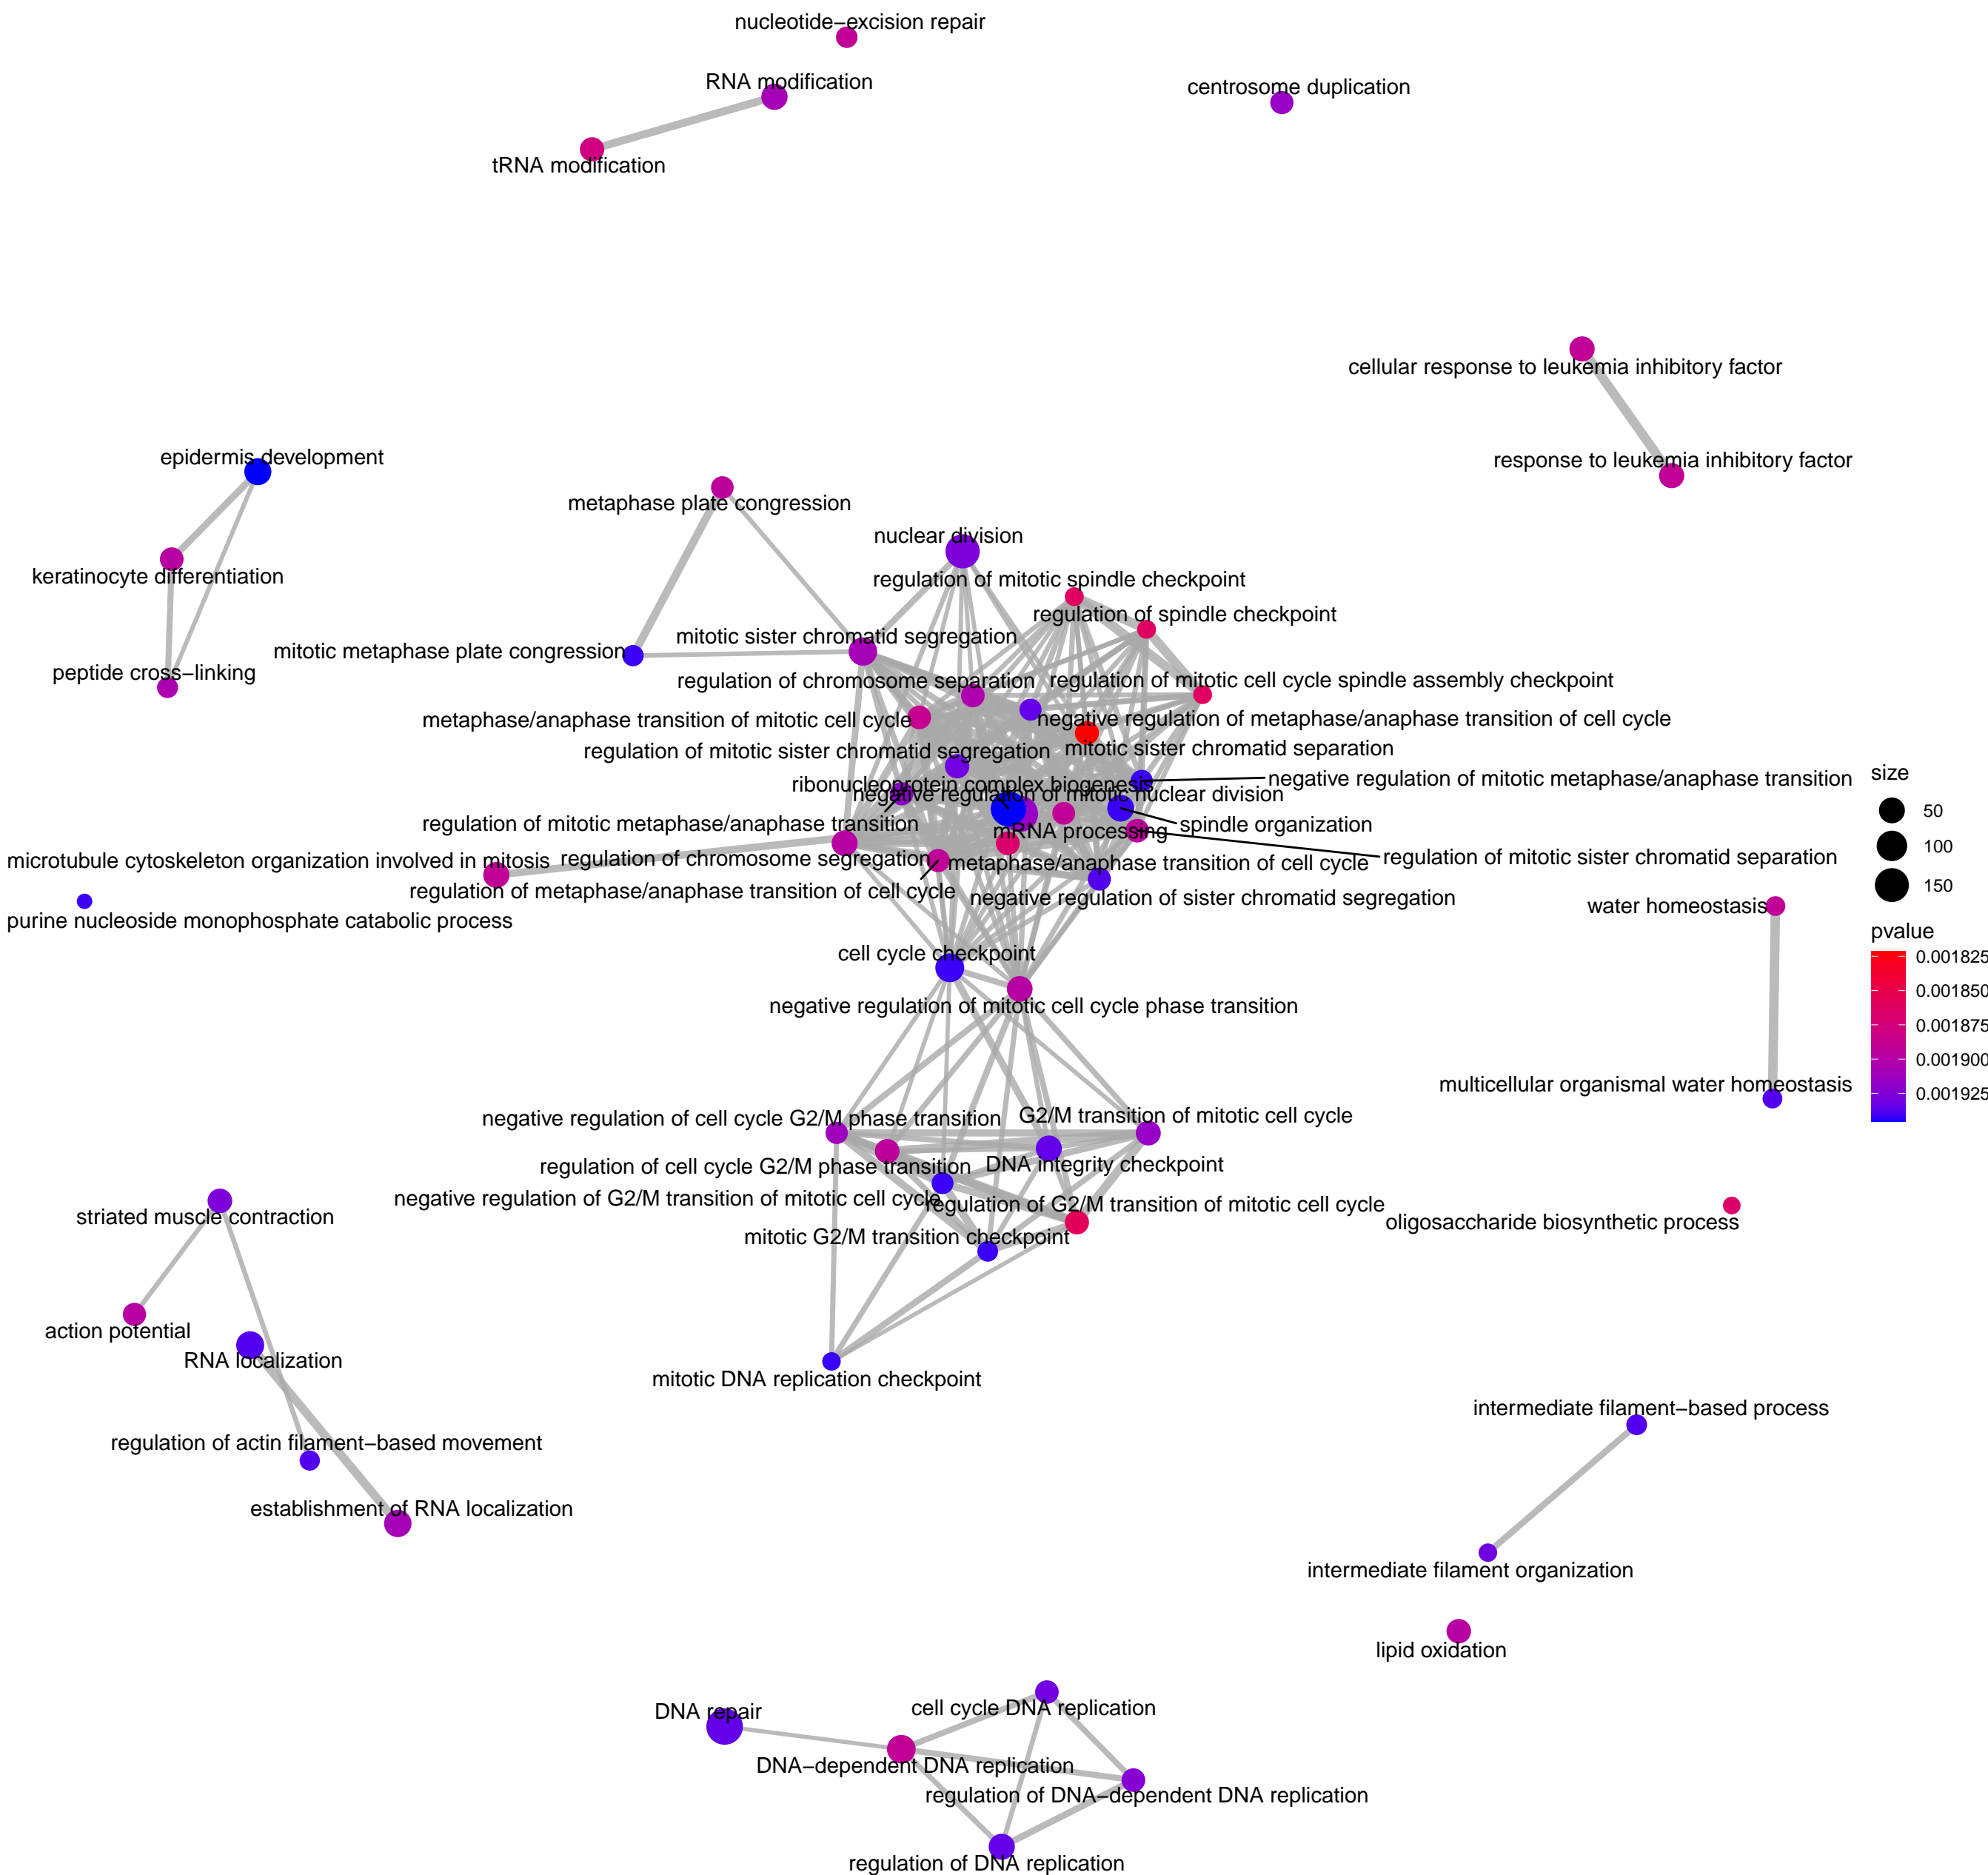 nucleotide−excision repair
RNA modification
centrosome duplication
tRNA modification
cellular response to leukemia inhibitory factor
epidermis development
response to leukemia inhibitory factor
metaphase plate congression
nuclear division
keratinocyte differentiation
regulation of mitotic spindle checkpoint
regulation of spindle checkpoint
mitotic sister chromatid segregation
mitotic metaphase plate congression
peptide cross−linking
regulation of chromosome separation
regulation of mitotic cell cycle spindle assembly checkpoint
metaphase/anaphase transition of mitotic cell cycle
negative regulation of metaphase/anaphase transition of cell cycle
regulation of mitotic sister chromatid segregation
mitotic sister chromatid separation
ribonucleoprotein complex biogenesis
negative regulation of mitotic metaphase/anaphase transition
negative regulation of mitotic nuclear division
regulation of mitotic metaphase/anaphase transition
spindle organization
mRNA processing
microtubule cytoskeleton organization involved in mitosis
regulation of chromosome segregation
metaphase/anaphase transition of cell cycle
regulation of mitotic sister chromatid separation
regulation of metaphase/anaphase transition of cell cycle
negative regulation of sister chromatid segregation
purine nucleoside monophosphate catabolic process
water homeostasis
cell cycle checkpoint
negative regulation of mitotic cell cycle phase transition
multicellular organismal water homeostasis
negative regulation of cell cycle G2/M phase transition
G2/M transition of mitotic cell cycle
regulation of cell cycle G2/M phase transition
DNA integrity checkpoint
negative regulation of G2/M transition of mitotic cell cycle
regulation of G2/M transition of mitotic cell cycle
striated muscle contraction
oligosaccharide biosynthetic process
mitotic G2/M transition checkpoint
action potential
RNA localization
mitotic DNA replication checkpoint
intermediate filament−based process
regulation of actin filament−based movement
establishment of RNA localization
intermediate filament organization
lipid oxidation
DNA repair
cell cycle DNA replication
DNA−dependent DNA replication
regulation of DNA−dependent DNA replication
regulation of DNA replication
size
50
100
150
pvalue
0.001825
0.001850
0.001875
0.001900
0.001925